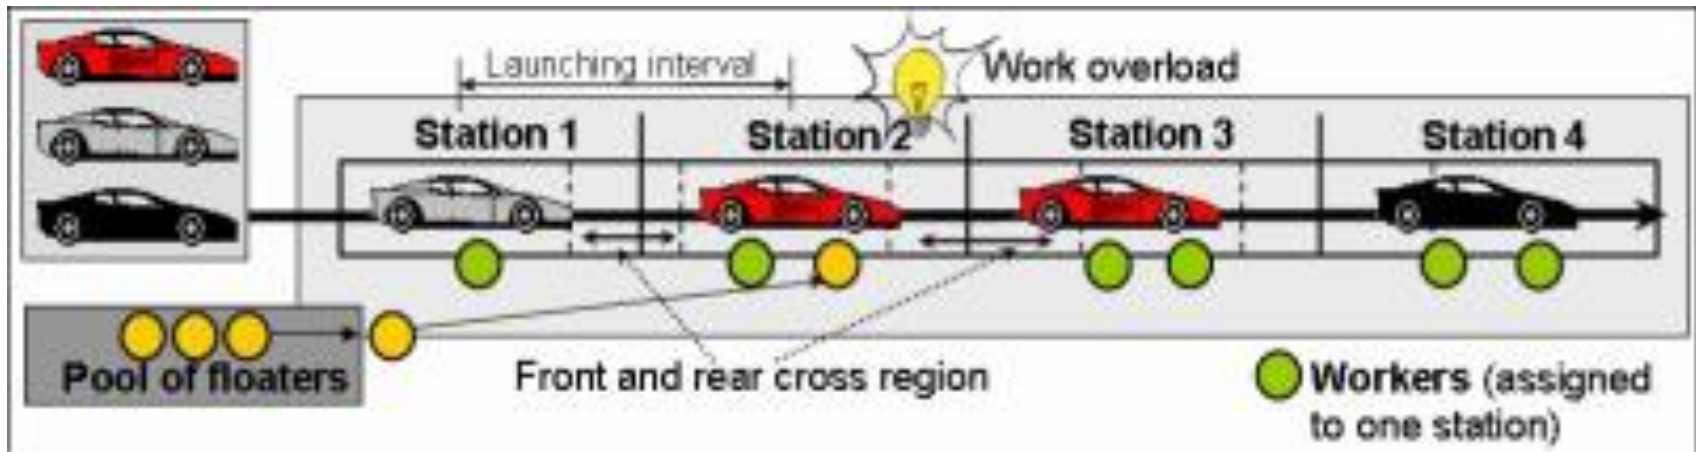 Launching interval
Work overload
Station 1
Station 2
Station 3
Station 4
Pool of floaters
Front and rear cross region
Workers (assigned
to one station)